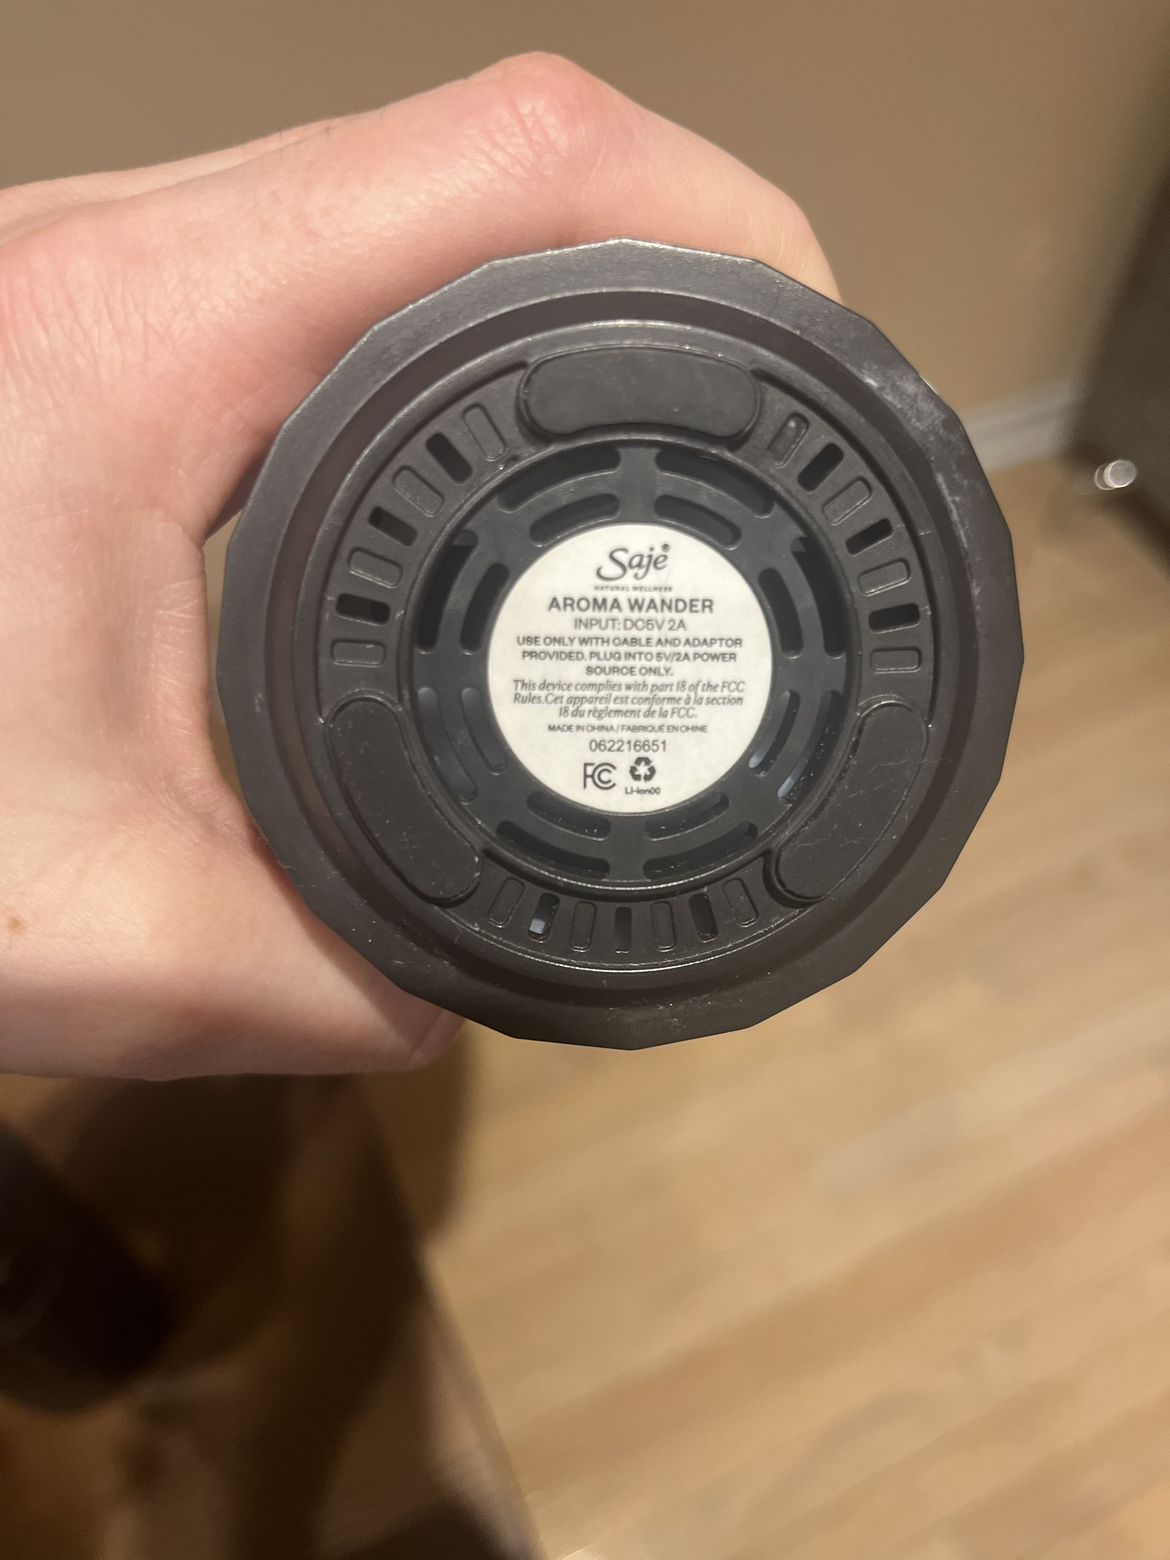 Saje
NATURAL WELLNESS
AROMA WANDER
INPUT: DC5V 2A
USE ONLY WITH CABLE AND ADAPTOR
PROVIDED. PLUG INTO 5V/2A POWER
SOURCE ONLY.
This device complies with part 18 of the FCC
Rules.Cet appareil est conforme à la section
18 du règlement de la FCC.
MADE IN CHINA / FABRIQUÉ EN CHINE
062216651
FC
Li-ion00